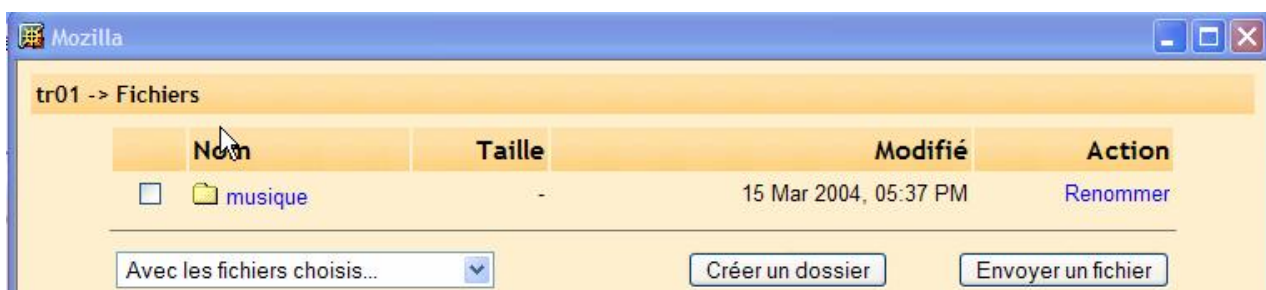 Mozilla
tr01 -> Fichiers
Nom Taille Modifié Action
musique - 15 Mar 2004, 05:37 PM Renommer
Avec les fichiers choisis... Créer un dossier Envoyer un fichier